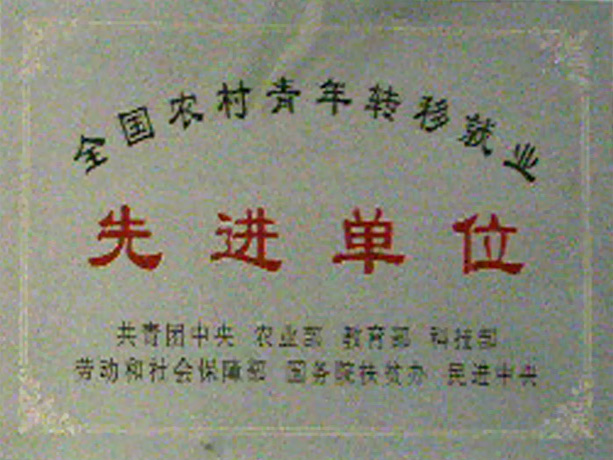 全国农村青年转移就业
先进单位
共青团中央 农业部 教育部 科技部
劳动和社会保障部 国务院扶贫办 民进中央